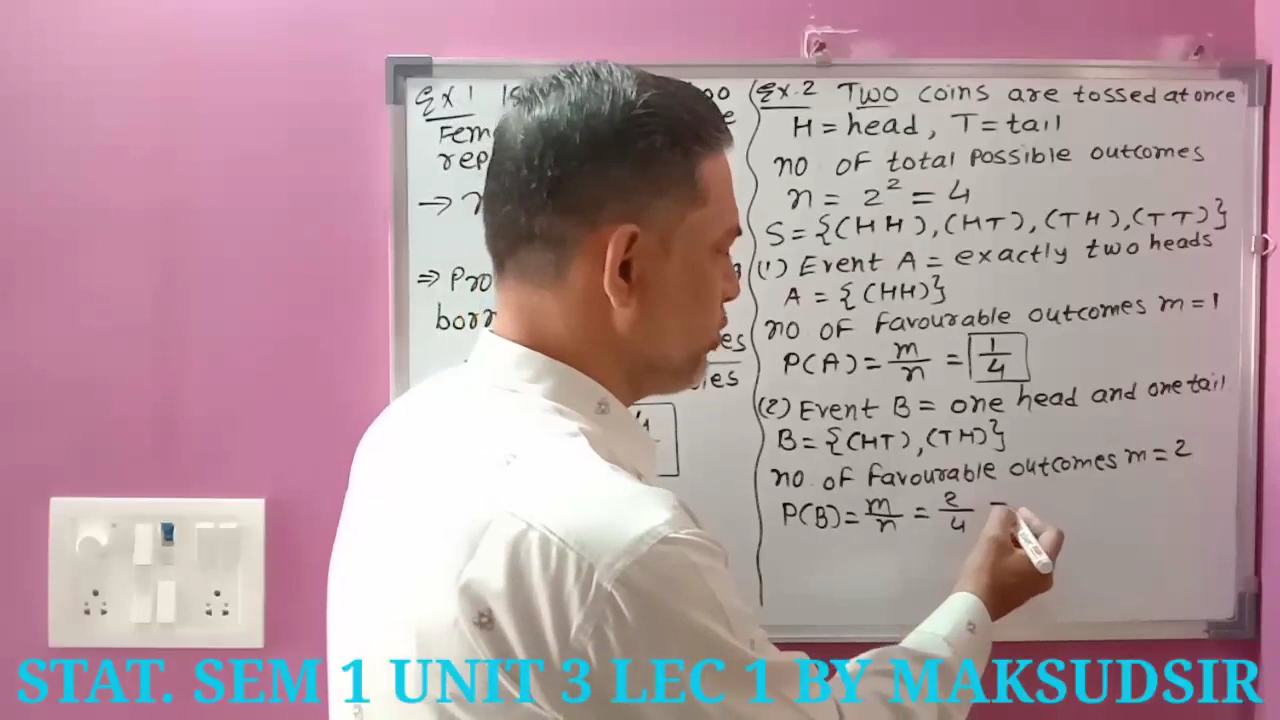 Ex 1
Fem
rep
→ n
⇒ Pro
born
Ex.2 Two coins are tossed at once
H = head, T = tail
no of total possible outcomes
n = 2² = 4
S = {(HH), (HT), (TH), (TT)}
(1) Event A = exactly two heads
A = {(HH)}
no of favourable outcomes m = 1
P(A) = m/n = 1/4
(2) Event B = one head and one tail
B = {(HT), (TH)}
no. of favourable outcomes m = 2
P(B) = m/n = 2/4
STAT. SEM 1 UNIT 3 LEC 1 BY MAKSUDSIR